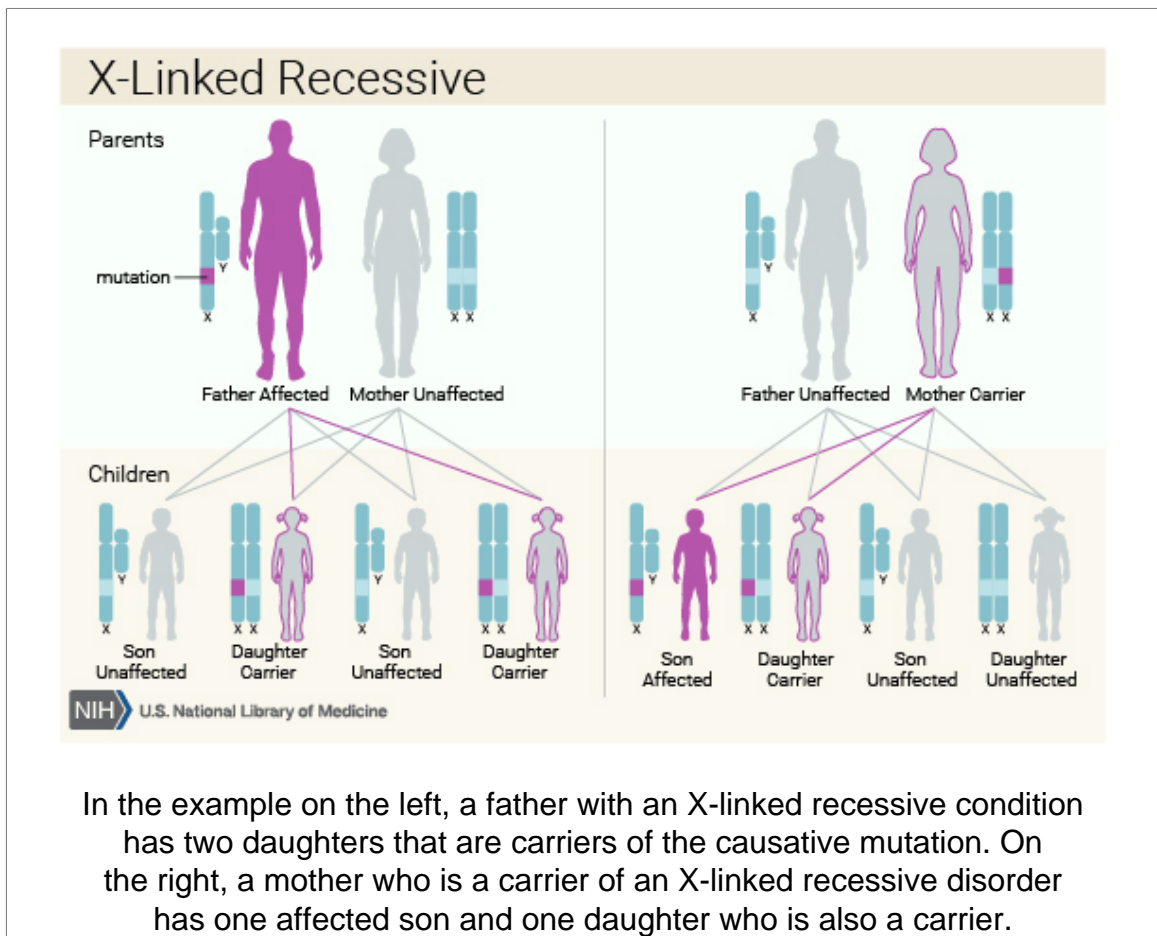 X-Linked Recessive
Parents
Y
mutation
X
X X
Father Affected
Mother Unaffected
Y
X
X X
Father Unaffected
Mother Carrier
Children
Y
X
Son
Unaffected
X X
Daughter
Carrier
Y
X
Son
Unaffected
X X
Daughter
Carrier
Y
X
Son
Affected
X X
Daughter
Carrier
Y
X
Son
Unaffected
X X
Daughter
Unaffected
NIH U.S. National Library of Medicine
In the example on the left, a father with an X-linked recessive condition
has two daughters that are carriers of the causative mutation. On
the right, a mother who is a carrier of an X-linked recessive disorder
has one affected son and one daughter who is also a carrier.